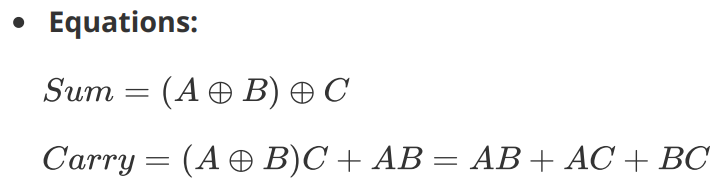 • Equations:
Sum = (A ⊕ B) ⊕ C
Carry = (A ⊕ B)C + AB = AB + AC + BC